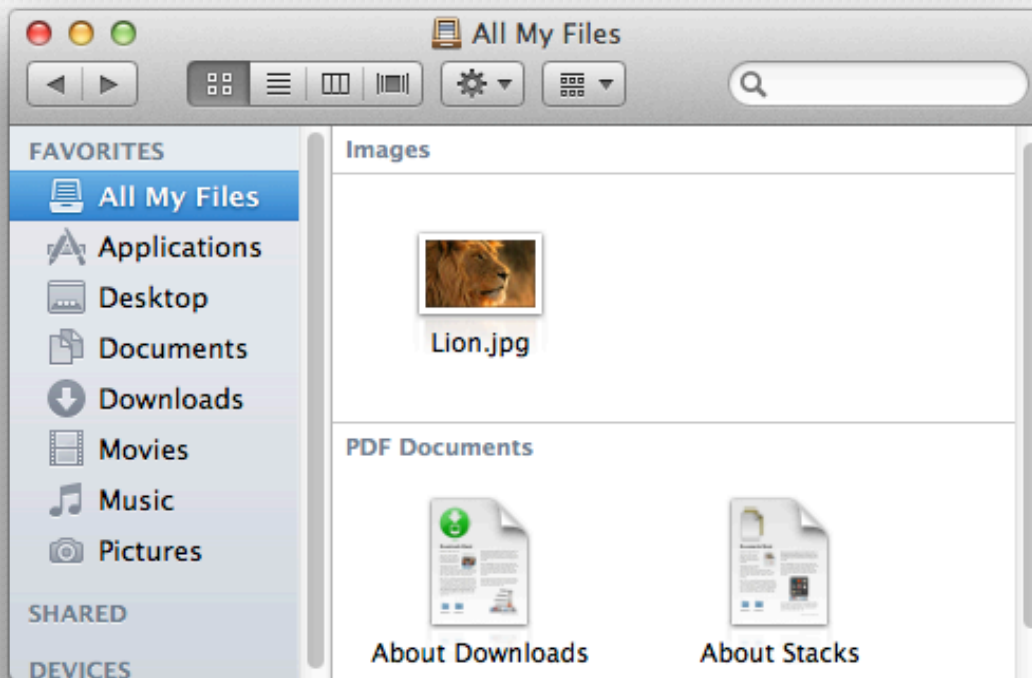 All My Files
FAVORITES
All My Files
Applications
Desktop
Documents
Downloads
Movies
Music
Pictures
SHARED
DEVICES
Images
Lion.jpg
PDF Documents
About Downloads
About Stacks